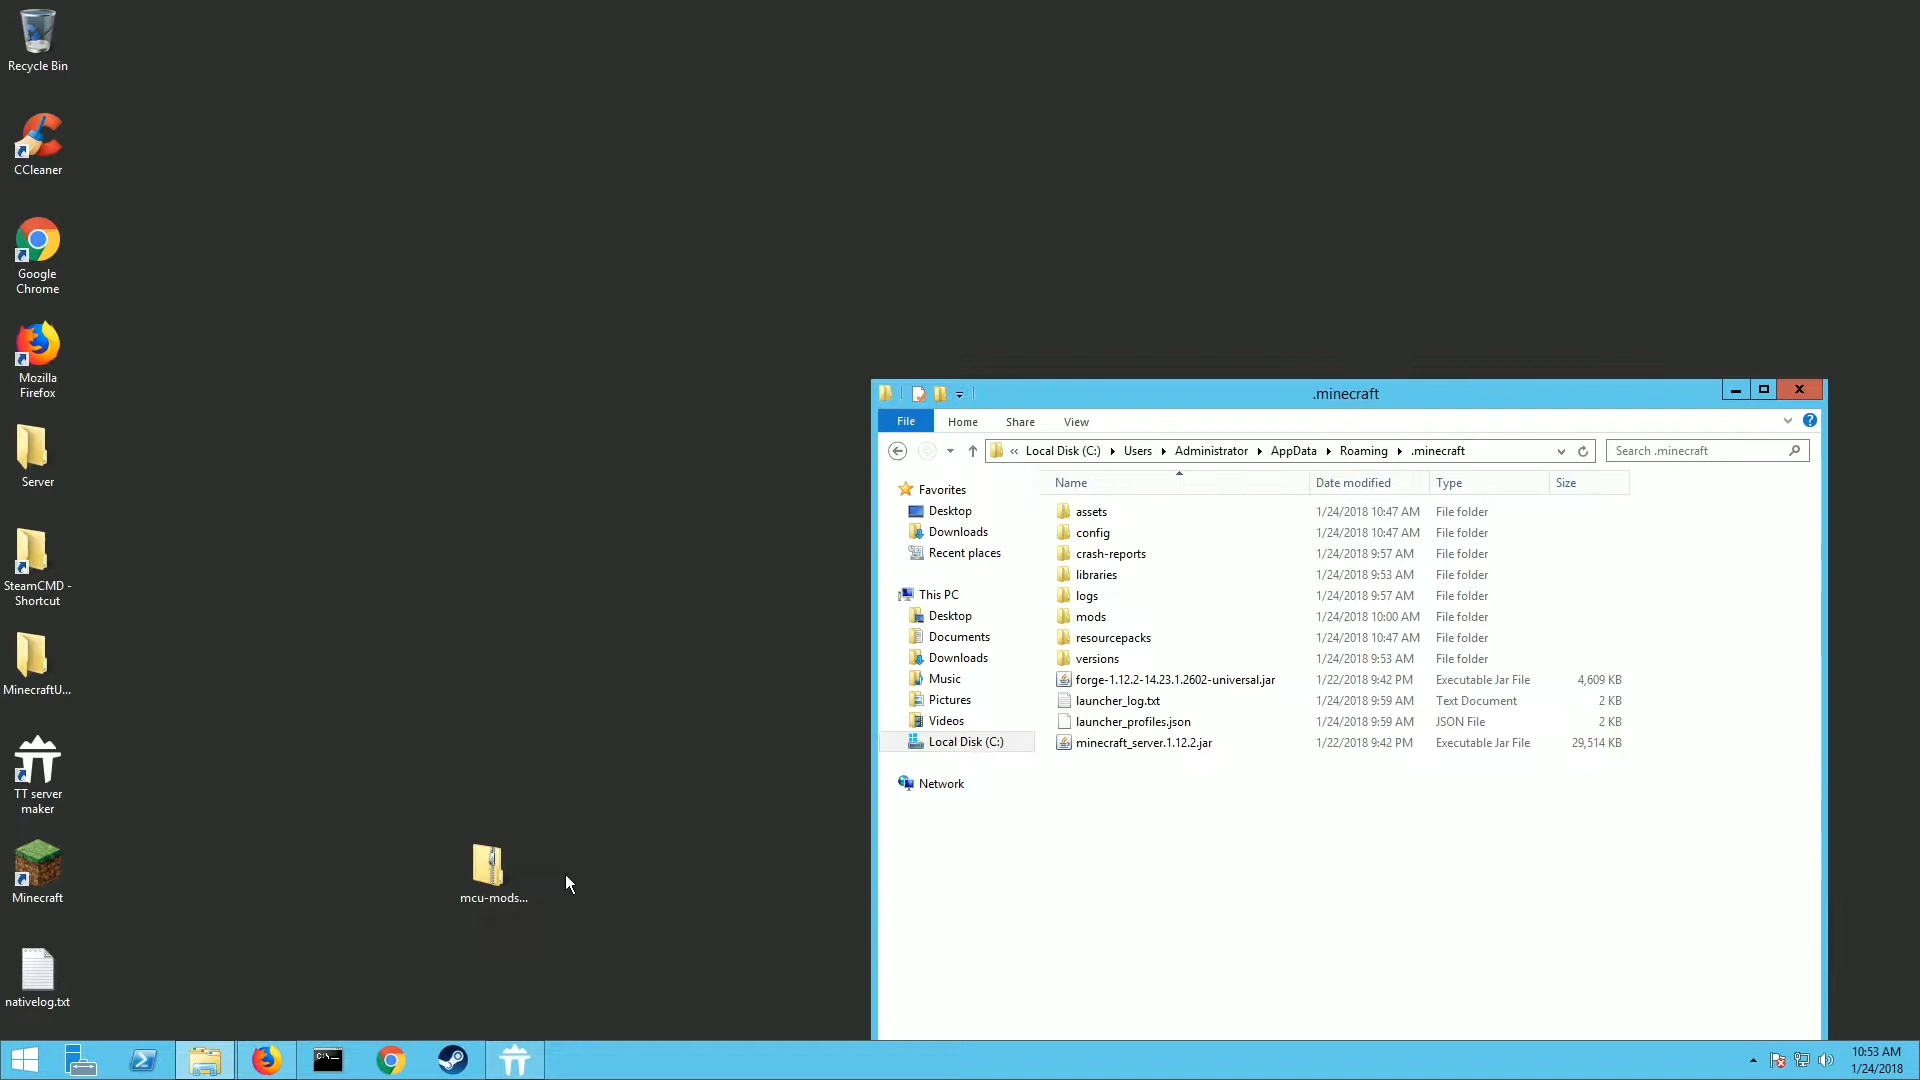 Recycle Bin
CCleaner
Google
Chrome
Mozilla
Firefox
Server
SteamCMD -
Shortcut
MinecraftU...
TT server
maker
Minecraft
nativelog.txt
mcu-mods...
.minecraft
File Home Share View
« Local Disk (C:) Users Administrator AppData Roaming .minecraft Search .minecraft
Favorites
Desktop
Downloads
Recent places
This PC
Desktop
Documents
Downloads
Music
Pictures
Videos
Local Disk (C:)
Network
Name Date modified Type Size
assets 1/24/2018 10:47 AM File folder
config 1/24/2018 10:47 AM File folder
crash-reports 1/24/2018 9:57 AM File folder
libraries 1/24/2018 9:53 AM File folder
logs 1/24/2018 9:57 AM File folder
mods 1/24/2018 10:00 AM File folder
resourcepacks 1/24/2018 10:47 AM File folder
versions 1/24/2018 9:53 AM File folder
forge-1.12.2-14.23.1.2602-universal.jar 1/22/2018 9:42 PM Executable Jar File 4,609 KB
launcher_log.txt 1/24/2018 9:59 AM Text Document 2 KB
launcher_profiles.json 1/24/2018 9:59 AM JSON File 2 KB
minecraft_server.1.12.2.jar 1/22/2018 9:42 PM Executable Jar File 29,514 KB
10:53 AM
1/24/2018